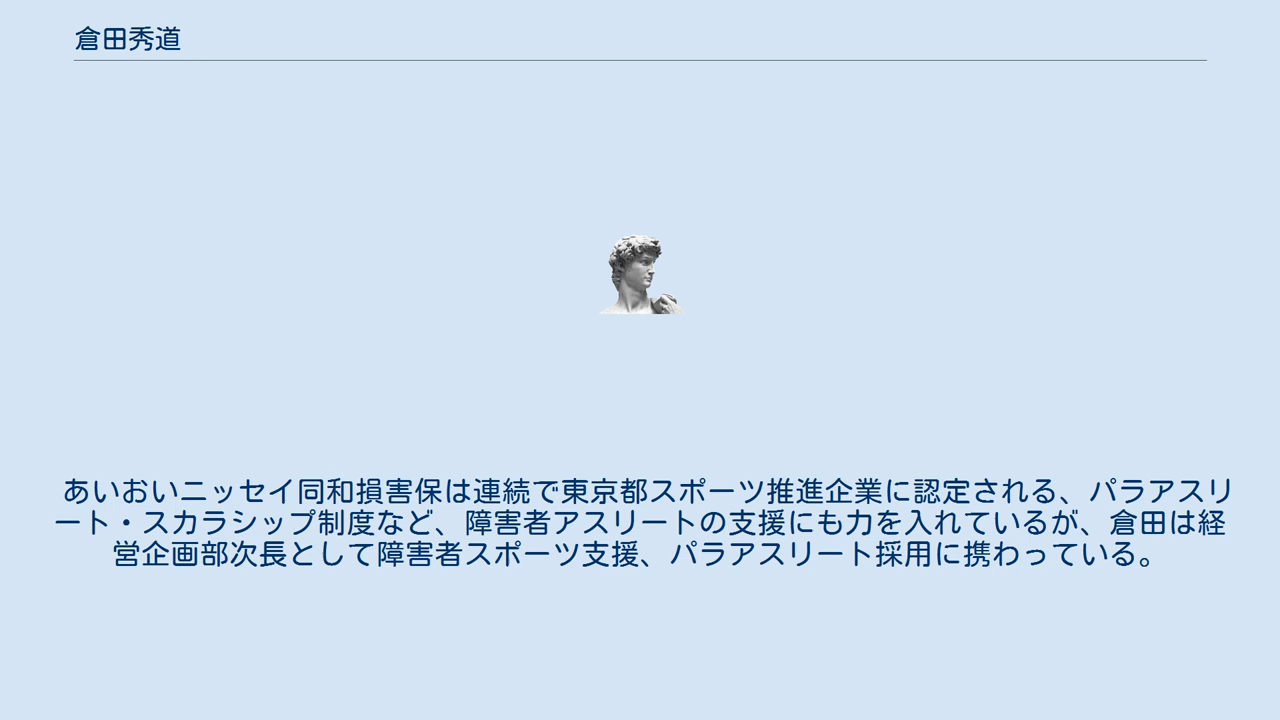 倉田秀道
あいおいニッセイ同和損害保は連続で東京都スポーツ推進企業に認定される、パラアスリ
ート・スカラシップ制度など、障害者アスリートの支援にも力を入れているが、倉田は経
営企画部次長として障害者スポーツ支援、パラアスリート採用に携わっている。